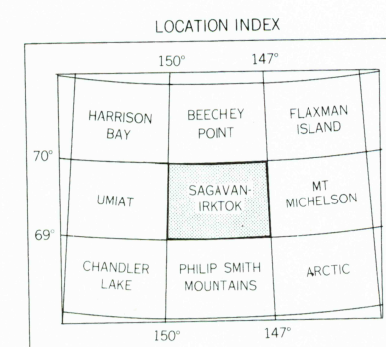 LOCATION INDEX
150° 147°
HARRISON BAY
BEECHEY POINT
FLAXMAN ISLAND
70°
UMIAT
SAGAVAN-
IRKTOK
MT MICHELSON
69°
CHANDLER LAKE
PHILIP SMITH MOUNTAINS
ARCTIC
150° 147°